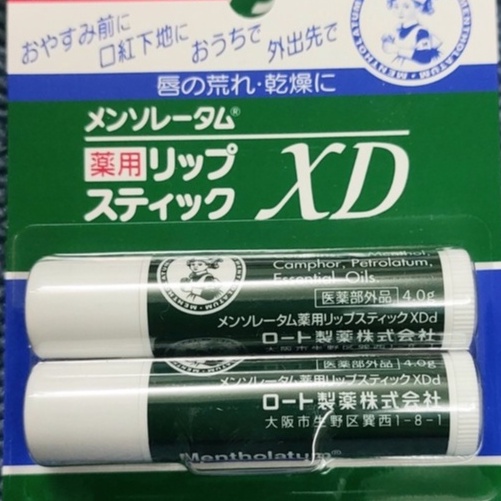 おやすみ前に
口紅下地に
おうちで
外出先で
唇の荒れ・乾燥に
メンソレータム®
薬用リップ
スティック XD
Camphor, Petrolatum,
Essential Oils
医薬部外品 4.0g
メンソレータム薬用リップスティックXDd
ロート製薬株式会社
医薬部外品 4.0g
メンソレータム薬用リップスティックXDd
ロート製薬株式会社
大阪市生野区巽西1-8-1
Mentholatum®